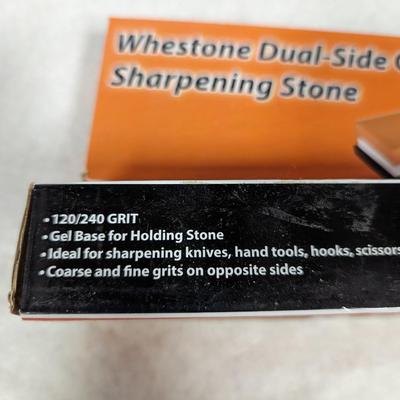 Whestone Dual-Side
Sharpening Stone
• 120/240 GRIT
• Gel Base for Holding Stone
• Ideal for sharpening knives, hand tools, hooks, scissors
• Coarse and fine grits on opposite sides